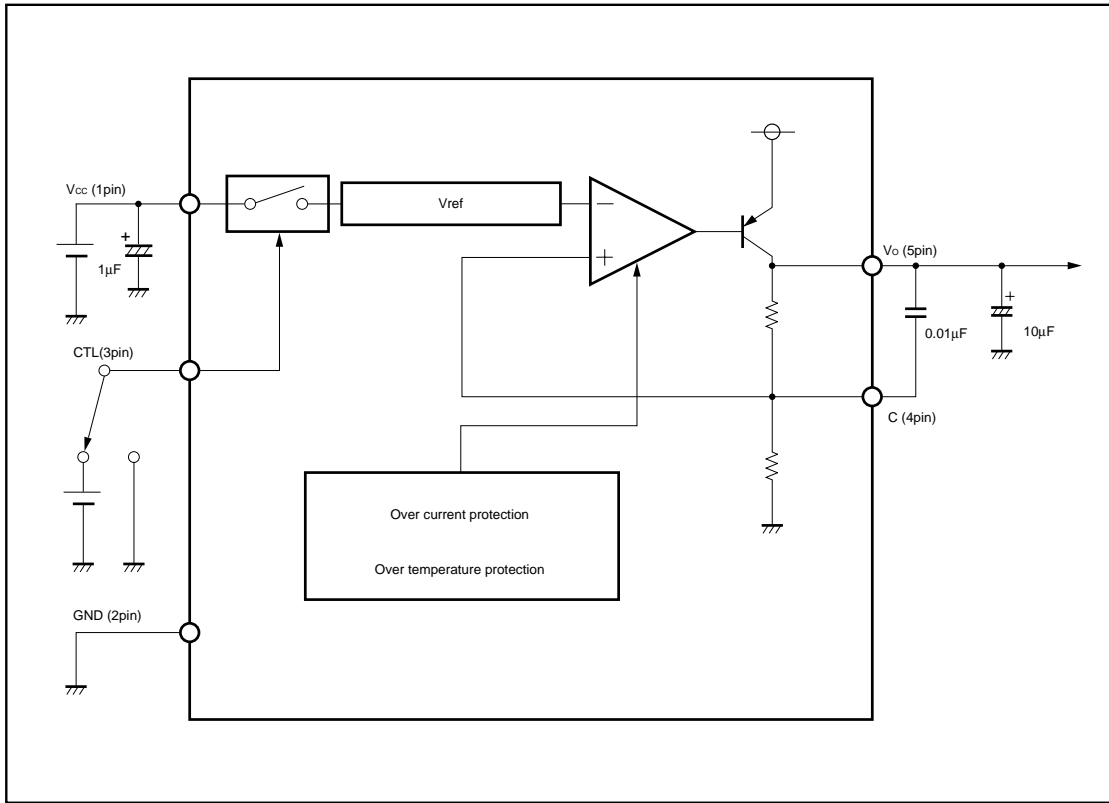 Vcc (1pin)
+
1μF
Vref
−
+
Vo (5pin)
0.01μF
+
10μF
CTL(3pin)
C (4pin)
Over current protection
Over temperature protection
GND (2pin)